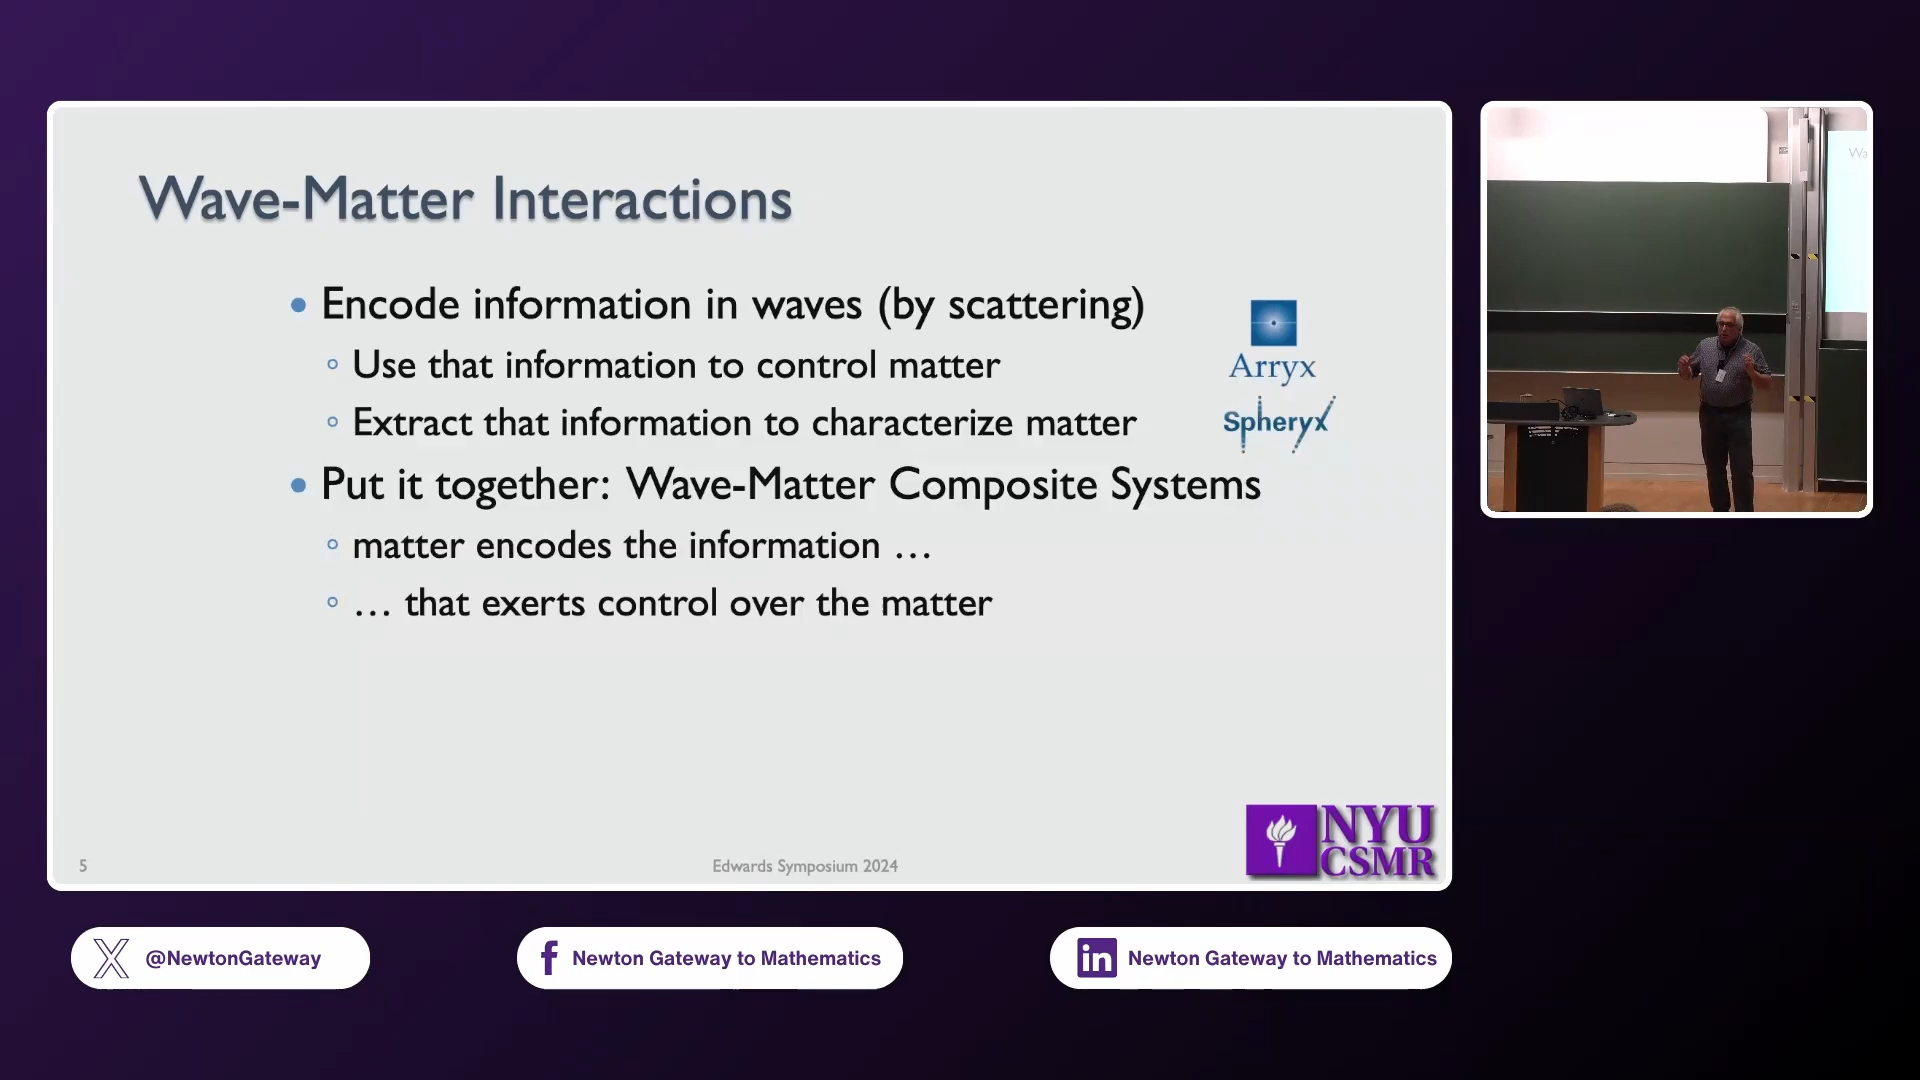 Wave-Matter Interactions
• Encode information in waves (by scattering)
◦ Use that information to control matter
◦ Extract that information to characterize matter
Arryx
Spheryx
• Put it together: Wave-Matter Composite Systems
◦ matter encodes the information …
◦ … that exerts control over the matter
5
Edwards Symposium 2024
NYU
CSMR
Wa
@NewtonGateway
Newton Gateway to Mathematics
in
Newton Gateway to Mathematics